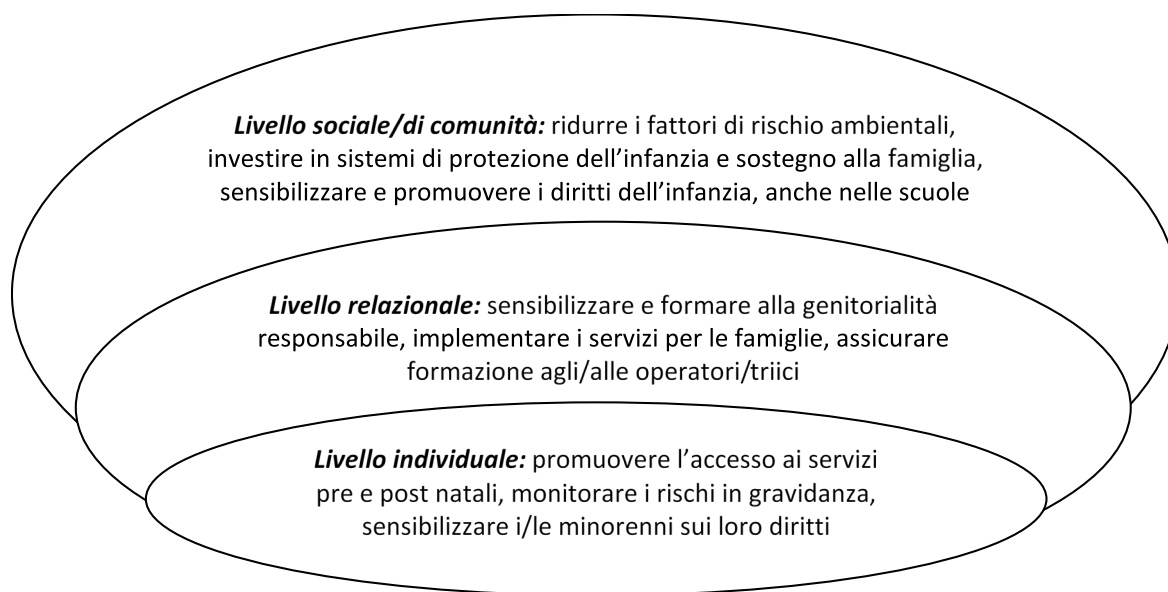 Livello sociale/di comunità: ridurre i fattori di rischio ambientali,
investire in sistemi di protezione dell’infanzia e sostegno alla famiglia,
sensibilizzare e promuovere i diritti dell’infanzia, anche nelle scuole
Livello relazionale: sensibilizzare e formare alla genitorialità
responsabile, implementare i servizi per le famiglie, assicurare
formazione agli/alle operatori/triici
Livello individuale: promuovere l’accesso ai servizi
pre e post natali, monitorare i rischi in gravidanza,
sensibilizzare i/le minorenni sui loro diritti